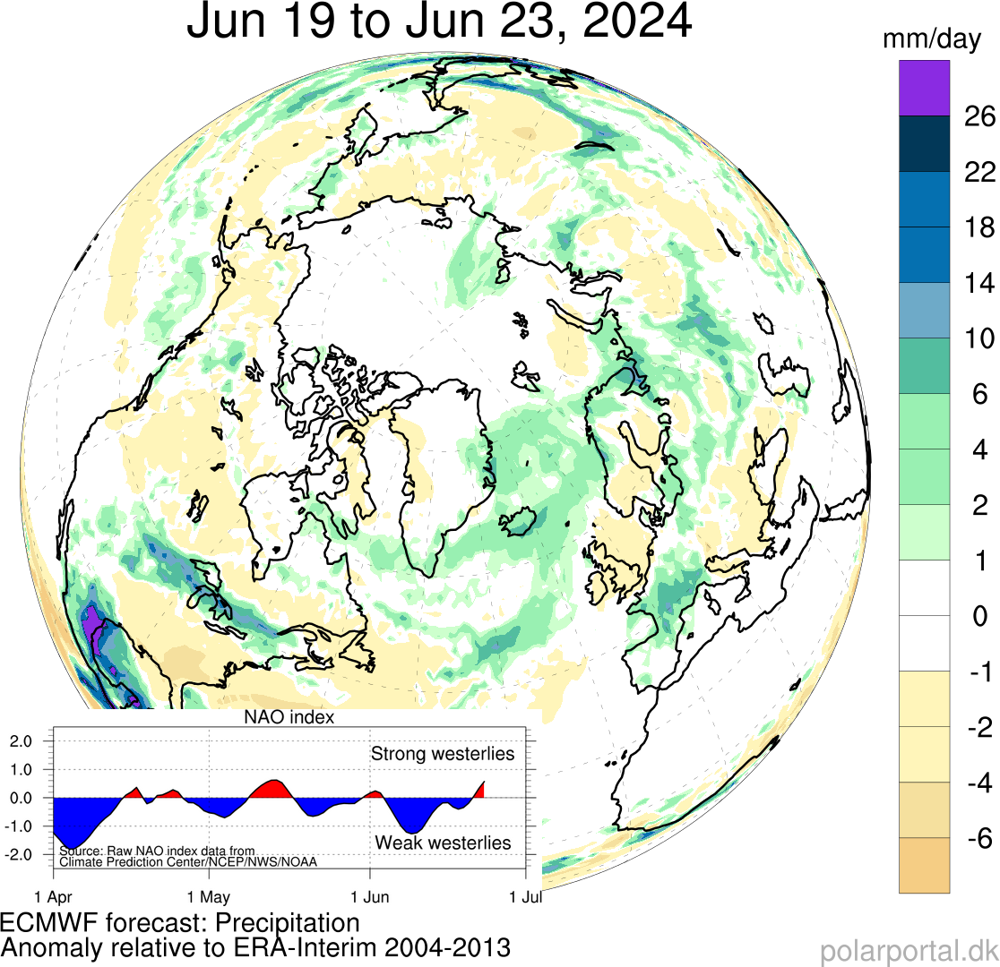 Jun 19 to Jun 23, 2024
mm/day
26
22
18
14
10
6
4
2
1
0
-1
-2
-4
-6
NAO index
2.0
1.0
0.0
-1.0
-2.0
Strong westerlies
Weak westerlies
Source: Raw NAO index data from
Climate Prediction Center/NCEP/NWS/NOAA
1 Apr 1 May 1 Jun 1 Jul
ECMWF forecast: Precipitation
Anomaly relative to ERA-Interim 2004-2013
polarportal.dk